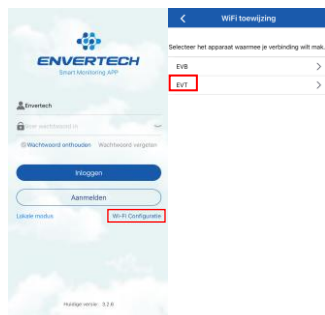 ENVERTECH
Smart Monitoring APP
Envertech
Voer wachtwoord in
Wachtwoord onthouden Wachtwoord vergeten
Inloggen
Aanmelden
Lokale modus Wi-Fi Configuratie
Huidige versie: 3.2.6
WiFi toewijzing
Selecteer het apparaat waarmee je verbinding wilt mak.
EVB
EVT